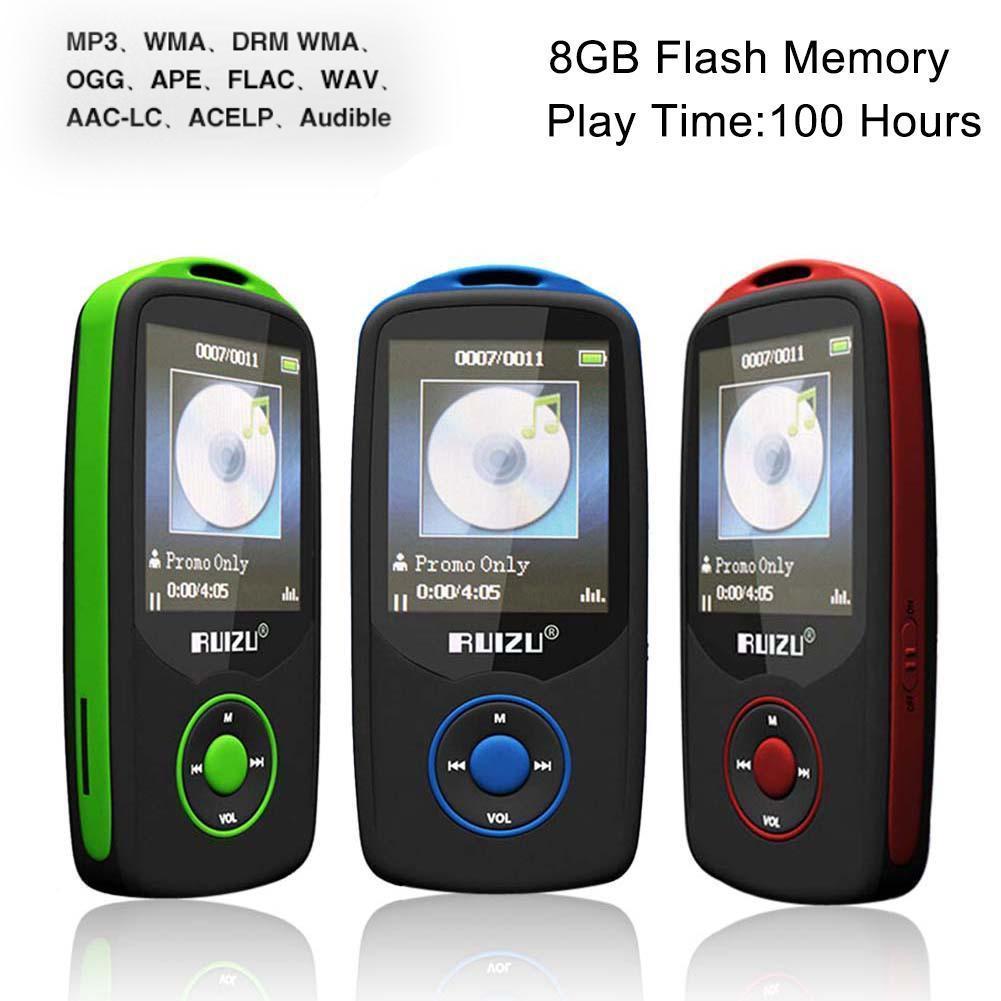 MP3、WMA、DRM WMA、
OGG、APE、FLAC、WAV、
AAC-LC、ACELP、Audible
8GB Flash Memory
Play Time:100 Hours
0007/0011
Promo Only
0:00/4:05
RUIZU®
M
VOL
0007/0011
Promo Only
0:00/4:05
RUIZU®
M
VOL
0007/0011
Promo Only
0:00/4:05
RUIZU®
M
VOL
ON
OFF